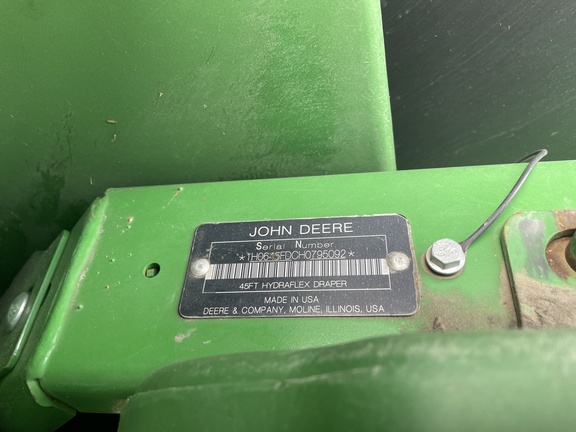 JOHN DEERE
Serial Number
*1H0645FDCH0795092*
45FT HYDRAFLEX DRAPER
MADE IN USA
DEERE & COMPANY, MOLINE, ILLINOIS, USA